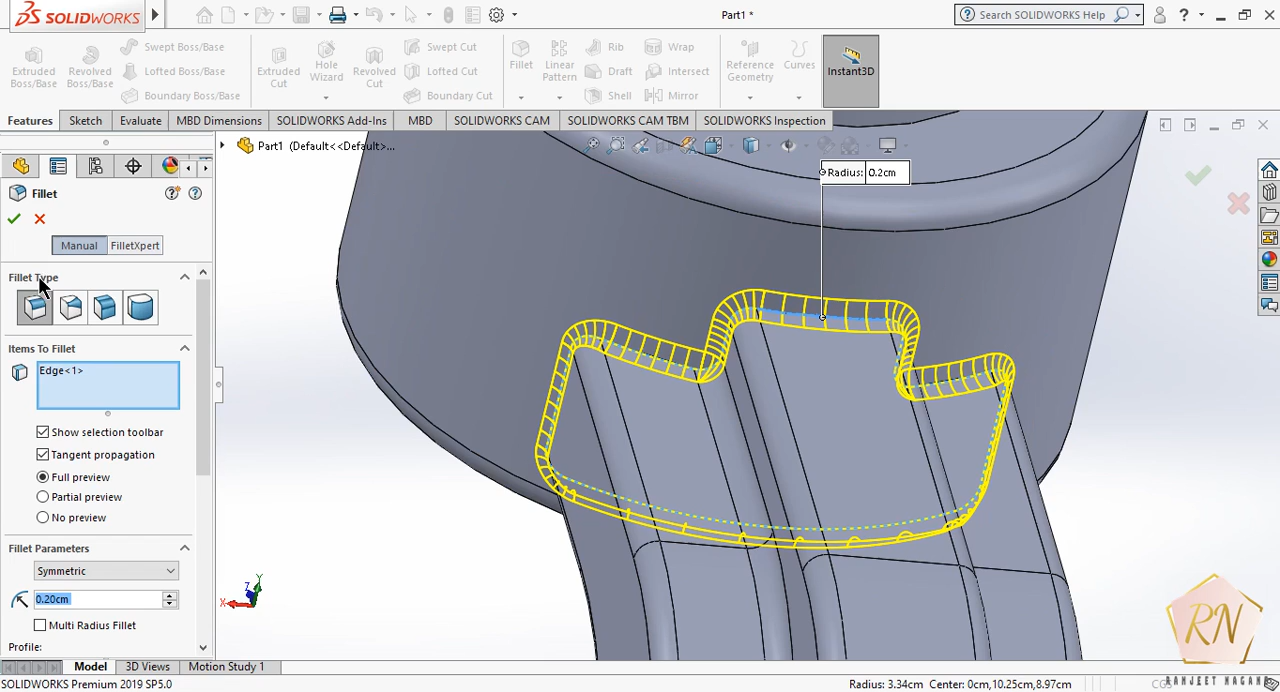 SOLIDWORKS
Part1 *
Search SOLIDWORKS Help
?
Extruded Boss/Base
Revolved Boss/Base
Swept Boss/Base
Lofted Boss/Base
Boundary Boss/Base
Extruded Cut
Hole Wizard
Revolved Cut
Swept Cut
Lofted Cut
Boundary Cut
Fillet
Linear Pattern
Rib
Draft
Shell
Wrap
Intersect
Mirror
Reference Geometry
Curves
Instant3D
Features
Sketch
Evaluate
MBD Dimensions
SOLIDWORKS Add-Ins
MBD
SOLIDWORKS CAM
SOLIDWORKS CAM TBM
SOLIDWORKS Inspection
Part1 (Default<<Default>...
Fillet
Manual
FilletXpert
Fillet Type
Items To Fillet
Edge<1>
Show selection toolbar
Tangent propagation
Full preview
Partial preview
No preview
Fillet Parameters
Symmetric
0.20cm
Multi Radius Fillet
Profile:
Radius: 0.2cm
Y
Z
X
RN
Model
3D Views
Motion Study 1
SOLIDWORKS Premium 2019 SP5.0
Radius: 3.34cm Center: 0cm,10.25cm,8.97cm